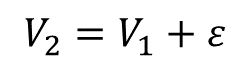 V₂ = V₁ + ε